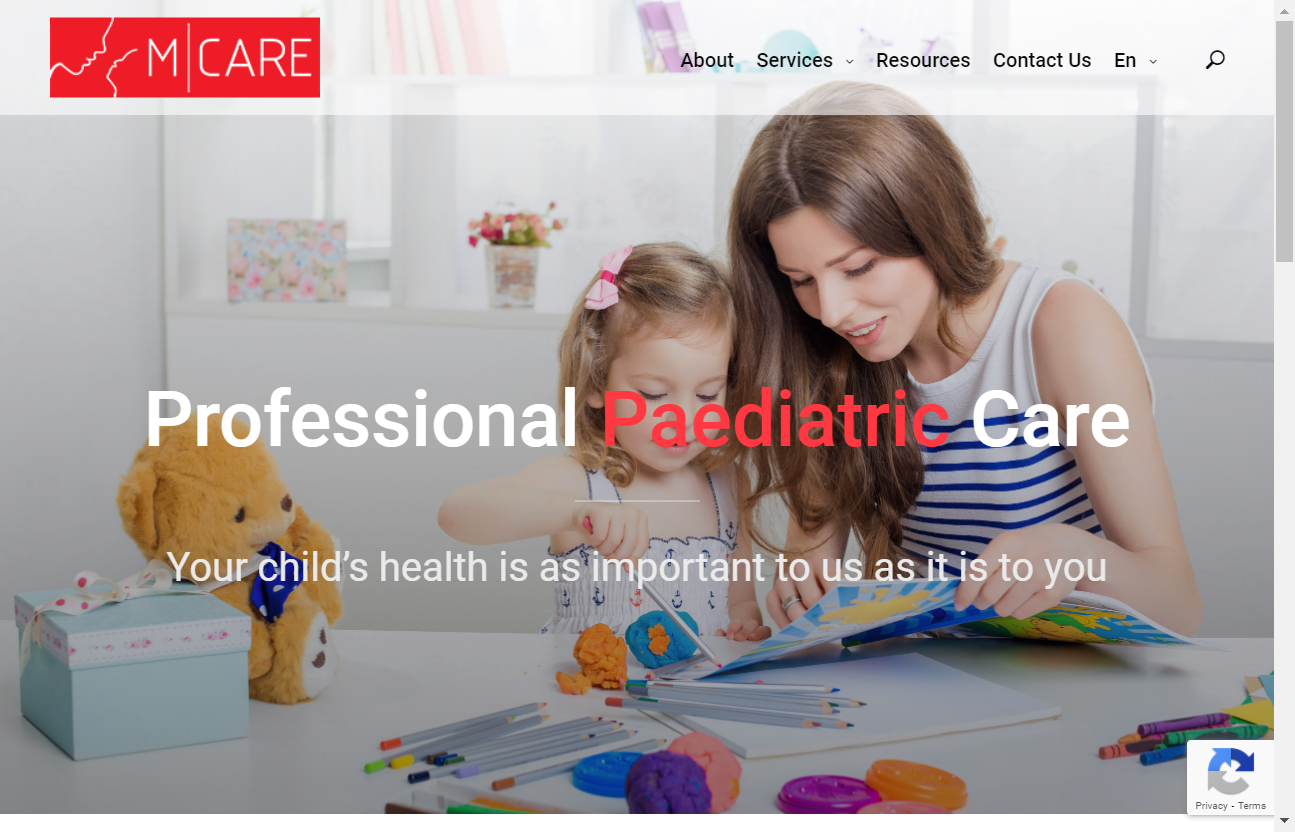 M|CARE
About Services Resources Contact Us En
Professional Paediatric Care
Your child’s health is as important to us as it is to you
Privacy - Terms